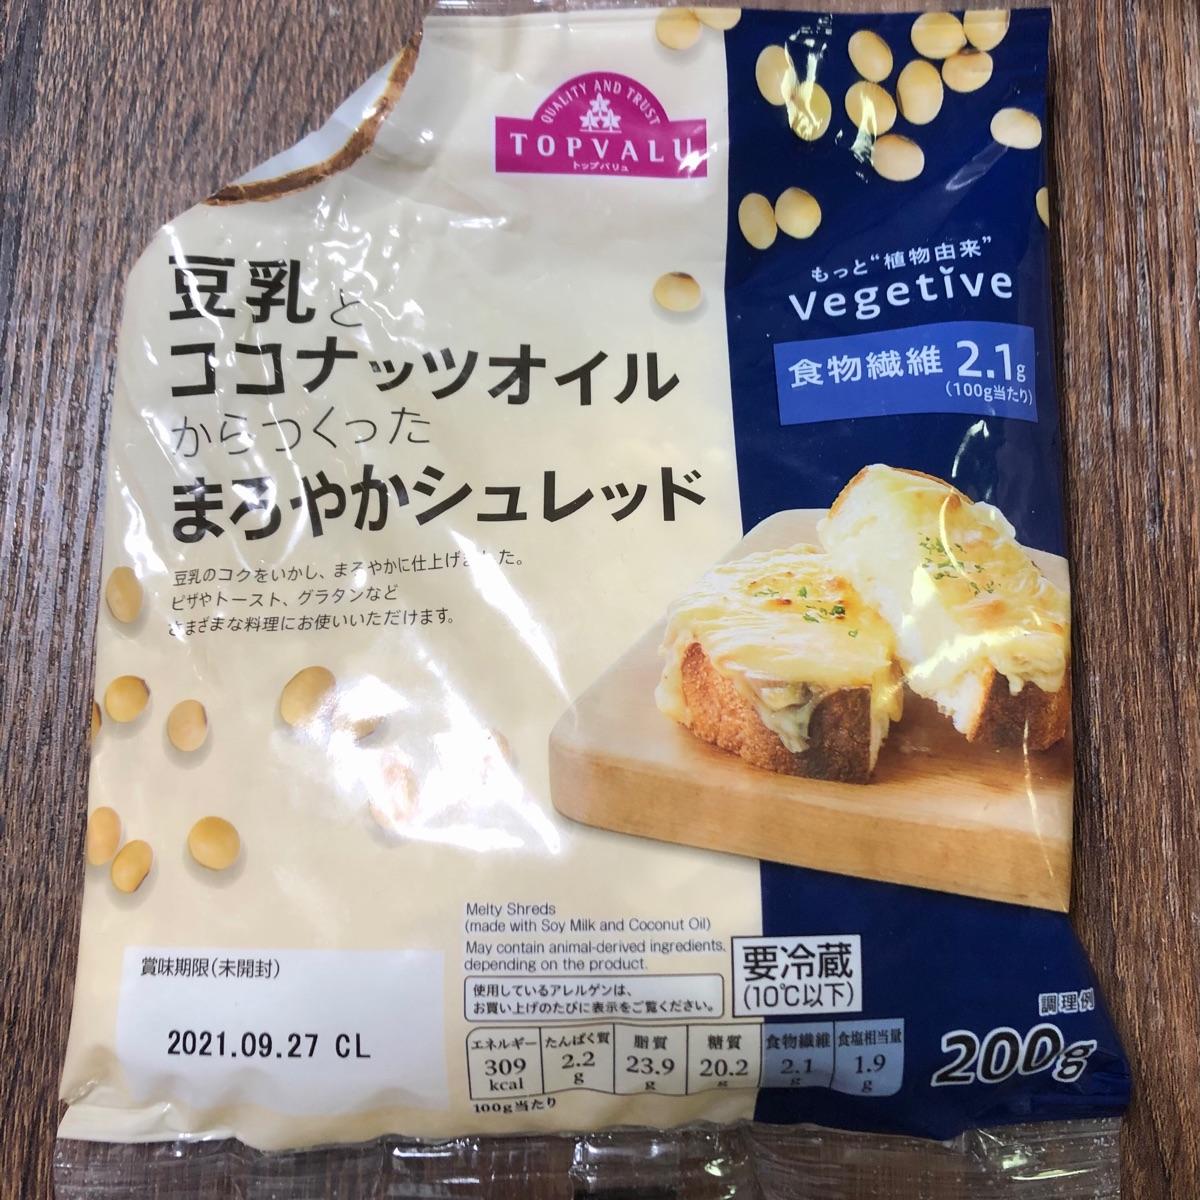 QUALITY AND TRUST
TOPVALU
トップバリュ
もっと“植物由来”
Vegetive
食物繊維 2.1g
(100g当たり)
豆乳と
ココナッツオイル
からつくった
まろやかシュレッド
豆乳のコクをいかし、まろやかに仕上げました。
ピザやトースト、グラタンなど
さまざまな料理にお使いいただけます。
Melty Shreds
(made with Soy Milk and Coconut Oil)
May contain animal-derived ingredients,
depending on the product.
使用しているアレルゲンは、
お買い上げのたびに表示をご覧ください。
要冷蔵
(10℃以下)
賞味期限(未開封)
2021.09.27 CL
エネルギー たんぱく質 脂質 糖質 食物繊維 食塩相当量
309 kcal 2.2 g 23.9 g 20.2 g 2.1 g 1.9 g
100g当たり
調理例
200g